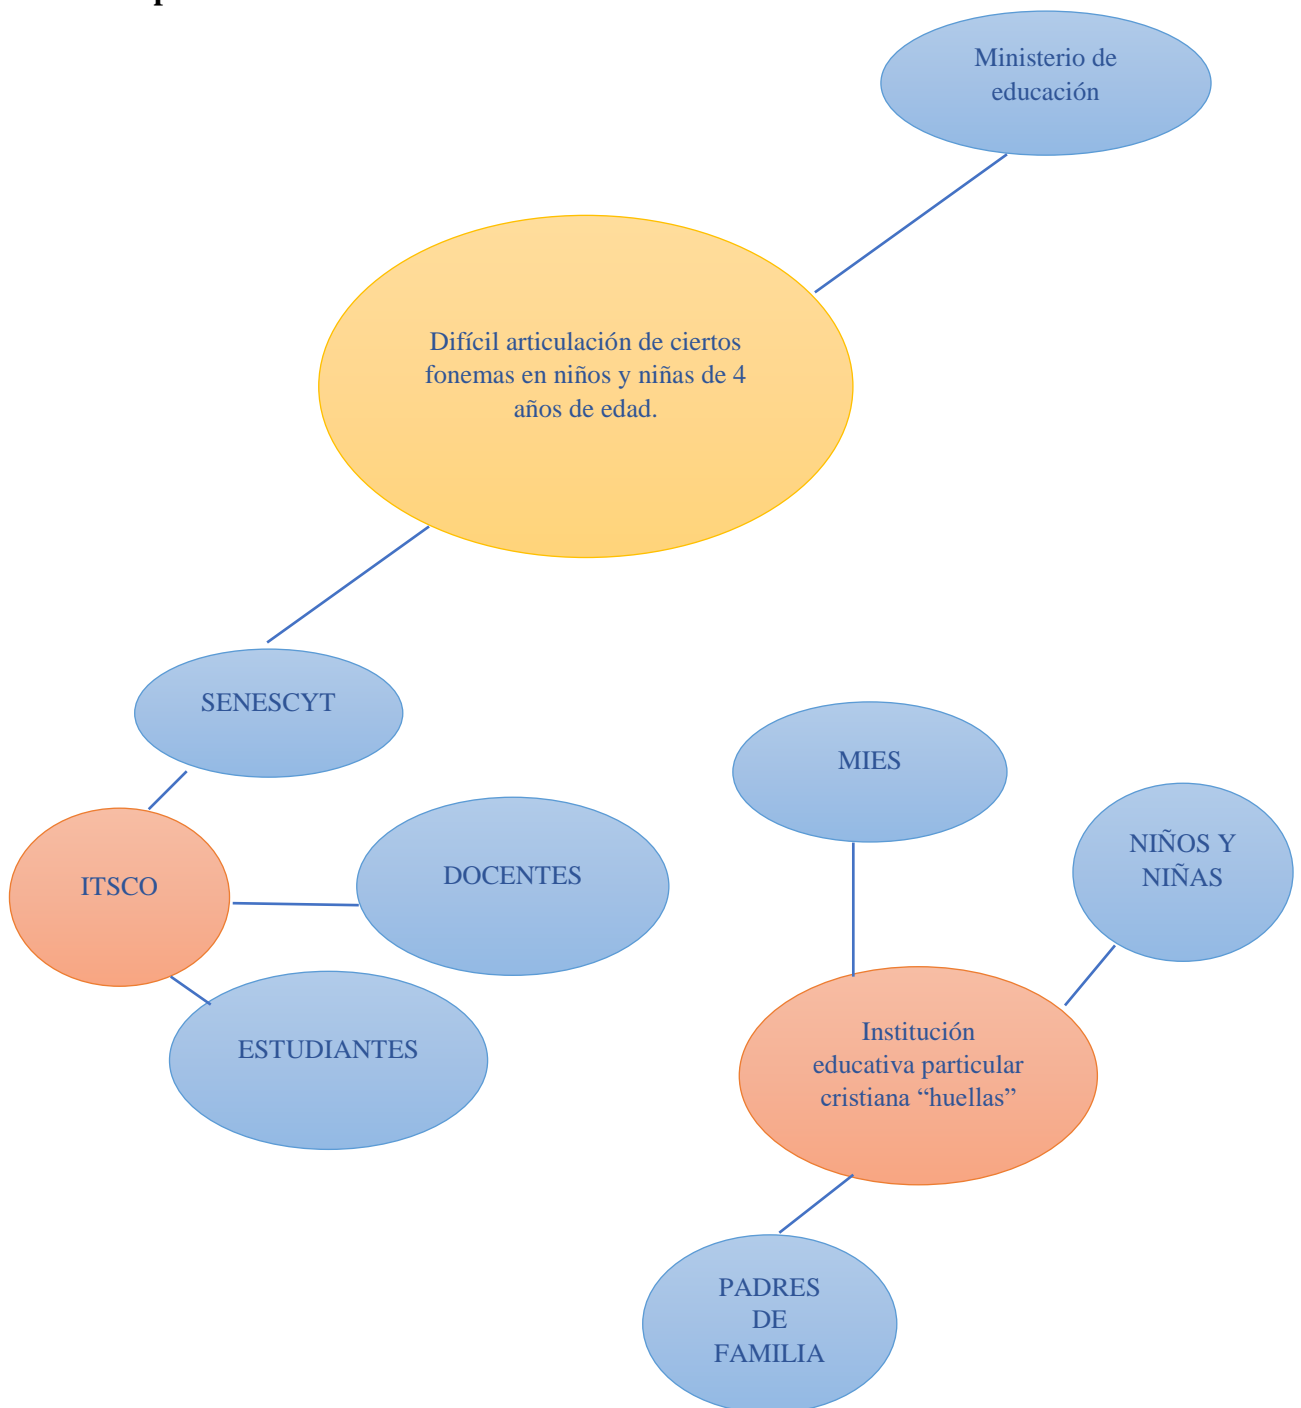 Ministerio de
educación
Difícil articulación de ciertos
fonemas en niños y niñas de 4
años de edad.
SENESCYT
MIES
NIÑOS Y
NIÑAS
ITSCO
DOCENTES
ESTUDIANTES
Institución
educativa particular
cristiana “huellas”
PADRES
DE
FAMILIA